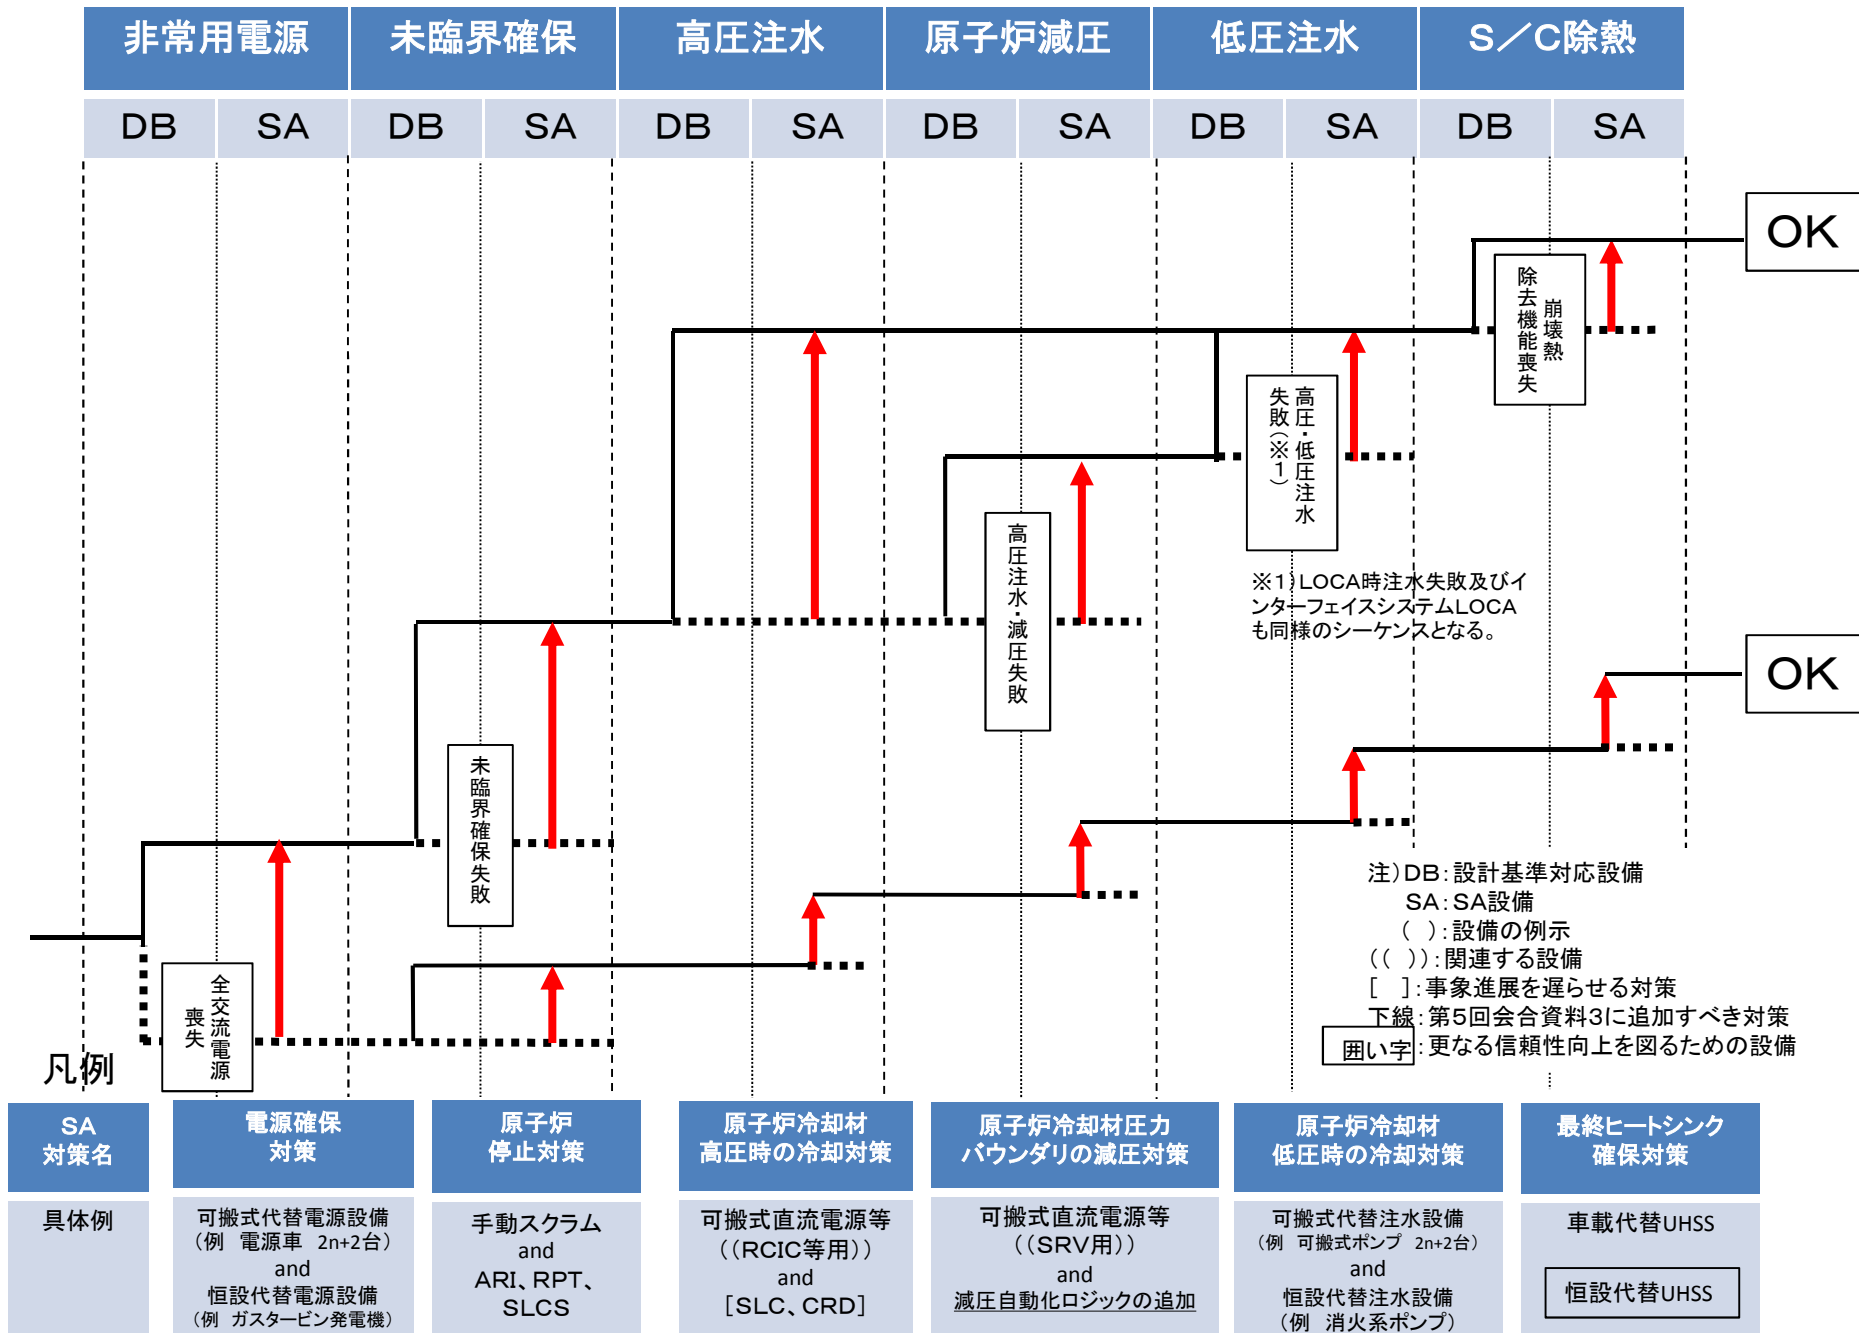 非常用電源
未臨界確保
高圧注水
原子炉減圧
低圧注水
S／C除熱
DB
SA
DB
SA
DB
SA
DB
SA
DB
SA
DB
SA
OK
崩壊熱
除去機能喪失
高圧・低圧注水
失敗(※1)
高圧注水・減圧失敗
※1)LOCA時注水失敗及びイ
ンターフェイスシステムLOCA
も同様のシーケンスとなる。
OK
未臨界確保失敗
全交流電源
喪失
注)DB：設計基準対応設備
SA：SA設備
( )：設備の例示
(( ))：関連する設備
[ ]：事象進展を遅らせる対策
下線：第5回会合資料3に追加すべき対策
囲い字：更なる信頼性向上を図るための設備
凡例
SA
対策名
電源確保
対策
原子炉
停止対策
原子炉冷却材
高圧時の冷却対策
原子炉冷却材圧力
バウンダリの減圧対策
原子炉冷却材
低圧時の冷却対策
最終ヒートシンク
確保対策
具体例
可搬式代替電源設備
(例 電源車 2n+2台)
and
恒設代替電源設備
(例 ガスタービン発電機)
手動スクラム
and
ARI、RPT、
SLCS
可搬式直流電源等
((RCIC等用))
and
[SLC、CRD]
可搬式直流電源等
((SRV用))
and
減圧自動化ロジックの追加
可搬式代替注水設備
(例 可搬式ポンプ 2n+2台)
and
恒設代替注水設備
(例 消火系ポンプ)
車載代替UHSS
恒設代替UHSS